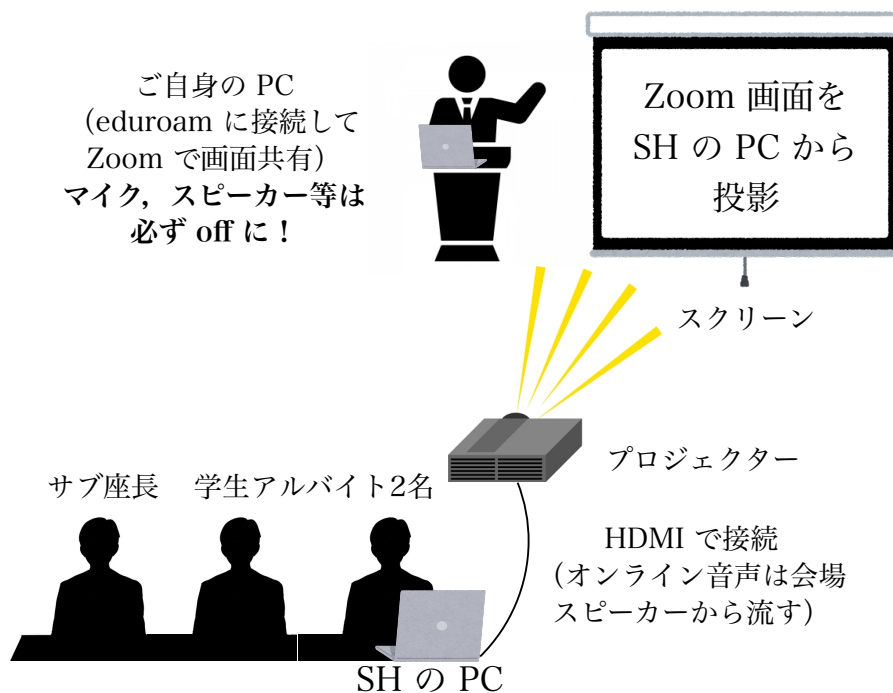 ご自身の PC
（eduroam に接続して
Zoom で画面共有）
マイク，スピーカー等は
必ず off に！
Zoom 画面を
SH の PC から
投影
スクリーン
プロジェクター
サブ座長
学生アルバイト2名
HDMI で接続
（オンライン音声は会場
スピーカーから流す）
SH の PC